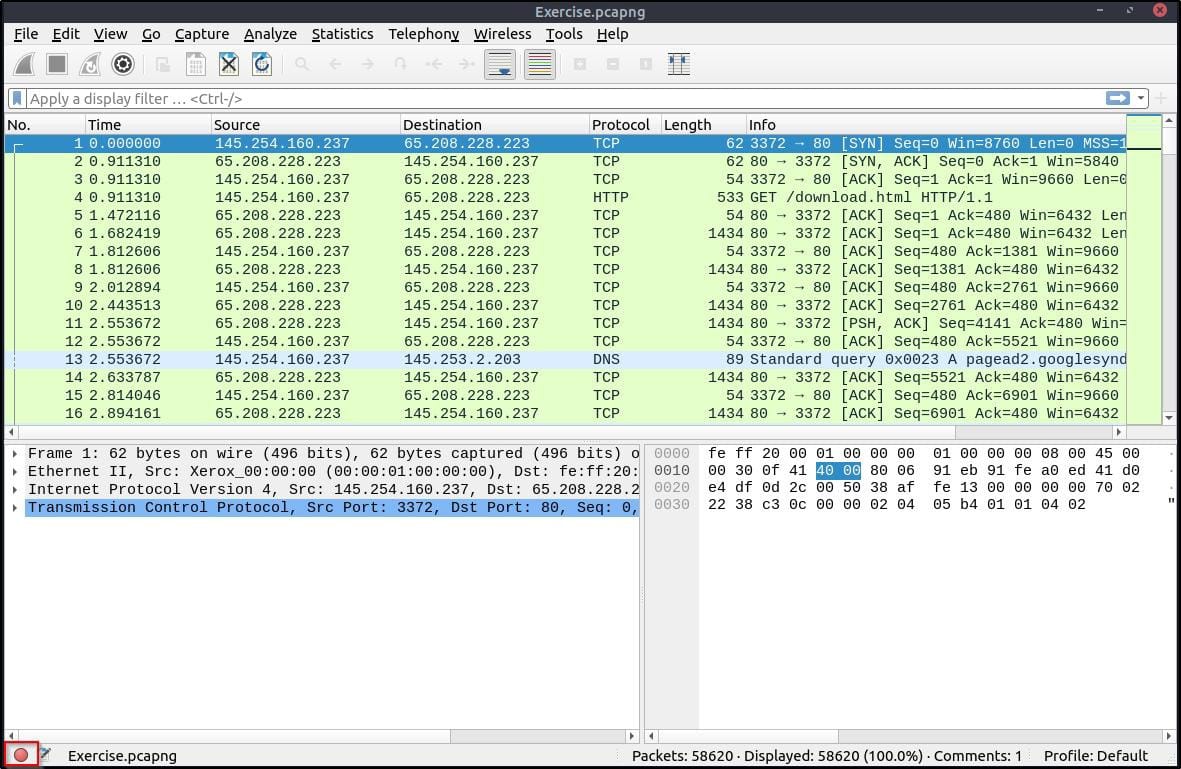 Exercise.pcapng
File Edit View Go Capture Analyze Statistics Telephony Wireless Tools Help
Apply a display filter … <Ctrl-/>
No. Time Source Destination Protocol Length Info
1 0.000000 145.254.160.237 65.208.228.223 TCP 62 3372 → 80 [SYN] Seq=0 Win=8760 Len=0 MSS=1
2 0.911310 65.208.228.223 145.254.160.237 TCP 62 80 → 3372 [SYN, ACK] Seq=0 Ack=1 Win=5840
3 0.911310 145.254.160.237 65.208.228.223 TCP 54 3372 → 80 [ACK] Seq=1 Ack=1 Win=9660 Len=0
4 0.911310 145.254.160.237 65.208.228.223 HTTP 533 GET /download.html HTTP/1.1
5 1.472116 65.208.228.223 145.254.160.237 TCP 54 80 → 3372 [ACK] Seq=1 Ack=480 Win=6432 Len
6 1.682419 65.208.228.223 145.254.160.237 TCP 1434 80 → 3372 [ACK] Seq=1 Ack=480 Win=6432 Len
7 1.812606 145.254.160.237 65.208.228.223 TCP 54 3372 → 80 [ACK] Seq=480 Ack=1381 Win=9660
8 1.812606 65.208.228.223 145.254.160.237 TCP 1434 80 → 3372 [ACK] Seq=1381 Ack=480 Win=6432
9 2.012894 145.254.160.237 65.208.228.223 TCP 54 3372 → 80 [ACK] Seq=480 Ack=2761 Win=9660
10 2.443513 65.208.228.223 145.254.160.237 TCP 1434 80 → 3372 [ACK] Seq=2761 Ack=480 Win=6432
11 2.553672 65.208.228.223 145.254.160.237 TCP 1434 80 → 3372 [PSH, ACK] Seq=4141 Ack=480 Win=
12 2.553672 145.254.160.237 65.208.228.223 TCP 54 3372 → 80 [ACK] Seq=480 Ack=5521 Win=9660
13 2.553672 145.254.160.237 145.253.2.203 DNS 89 Standard query 0x0023 A pagead2.googlesynd
14 2.633787 65.208.228.223 145.254.160.237 TCP 1434 80 → 3372 [ACK] Seq=5521 Ack=480 Win=6432
15 2.814046 145.254.160.237 65.208.228.223 TCP 54 3372 → 80 [ACK] Seq=480 Ack=6901 Win=9660
16 2.894161 65.208.228.223 145.254.160.237 TCP 1434 80 → 3372 [ACK] Seq=6901 Ack=480 Win=6432
Frame 1: 62 bytes on wire (496 bits), 62 bytes captured (496 bits) o
Ethernet II, Src: Xerox_00:00:00 (00:00:01:00:00:00), Dst: fe:ff:20:
Internet Protocol Version 4, Src: 145.254.160.237, Dst: 65.208.228.2
Transmission Control Protocol, Src Port: 3372, Dst Port: 80, Seq: 0,
0000 fe ff 20 00 01 00 00 00 01 00 00 00 08 00 45 00
0010 00 30 0f 41 40 00 80 06 91 eb 91 fe a0 ed 41 d0
0020 e4 df 0d 2c 00 50 38 af fe 13 00 00 00 00 70 02
0030 22 38 c3 0c 00 00 02 04 05 b4 01 01 04 02 "
Exercise.pcapng Packets: 58620 · Displayed: 58620 (100.0%) · Comments: 1 Profile: Default